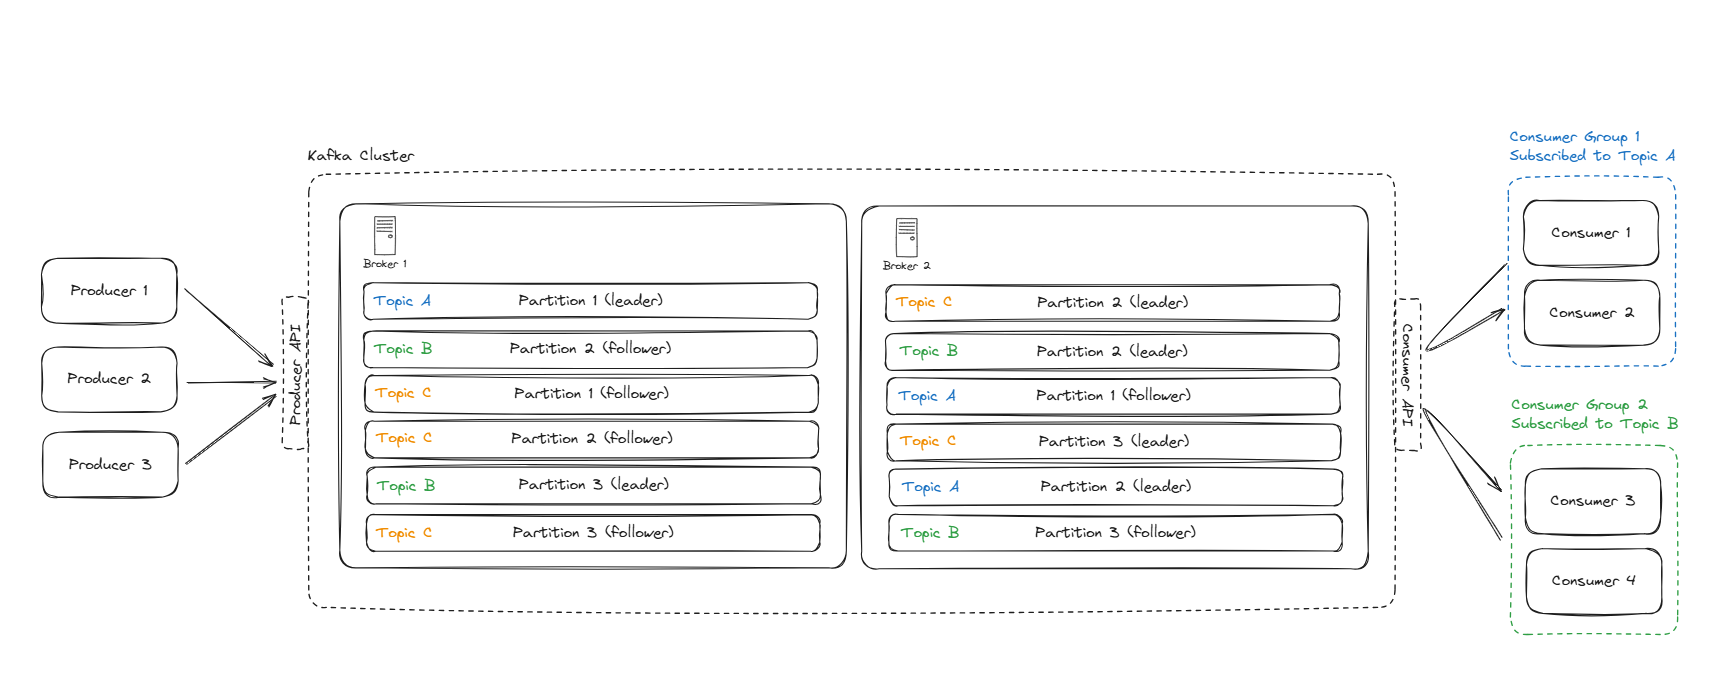 Kafka Cluster
Producer 1
Producer 2
Producer 3
Producer API
Broker 1
Topic A Partition 1 (leader)
Topic B Partition 2 (follower)
Topic C Partition 1 (follower)
Topic C Partition 2 (follower)
Topic B Partition 3 (leader)
Topic C Partition 3 (follower)
Broker 2
Topic C Partition 2 (leader)
Topic B Partition 2 (leader)
Topic A Partition 1 (follower)
Topic C Partition 3 (leader)
Topic A Partition 2 (leader)
Topic B Partition 3 (follower)
Consumer API
Consumer Group 1
Subscribed to Topic A
Consumer 1
Consumer 2
Consumer Group 2
Subscribed to Topic B
Consumer 3
Consumer 4